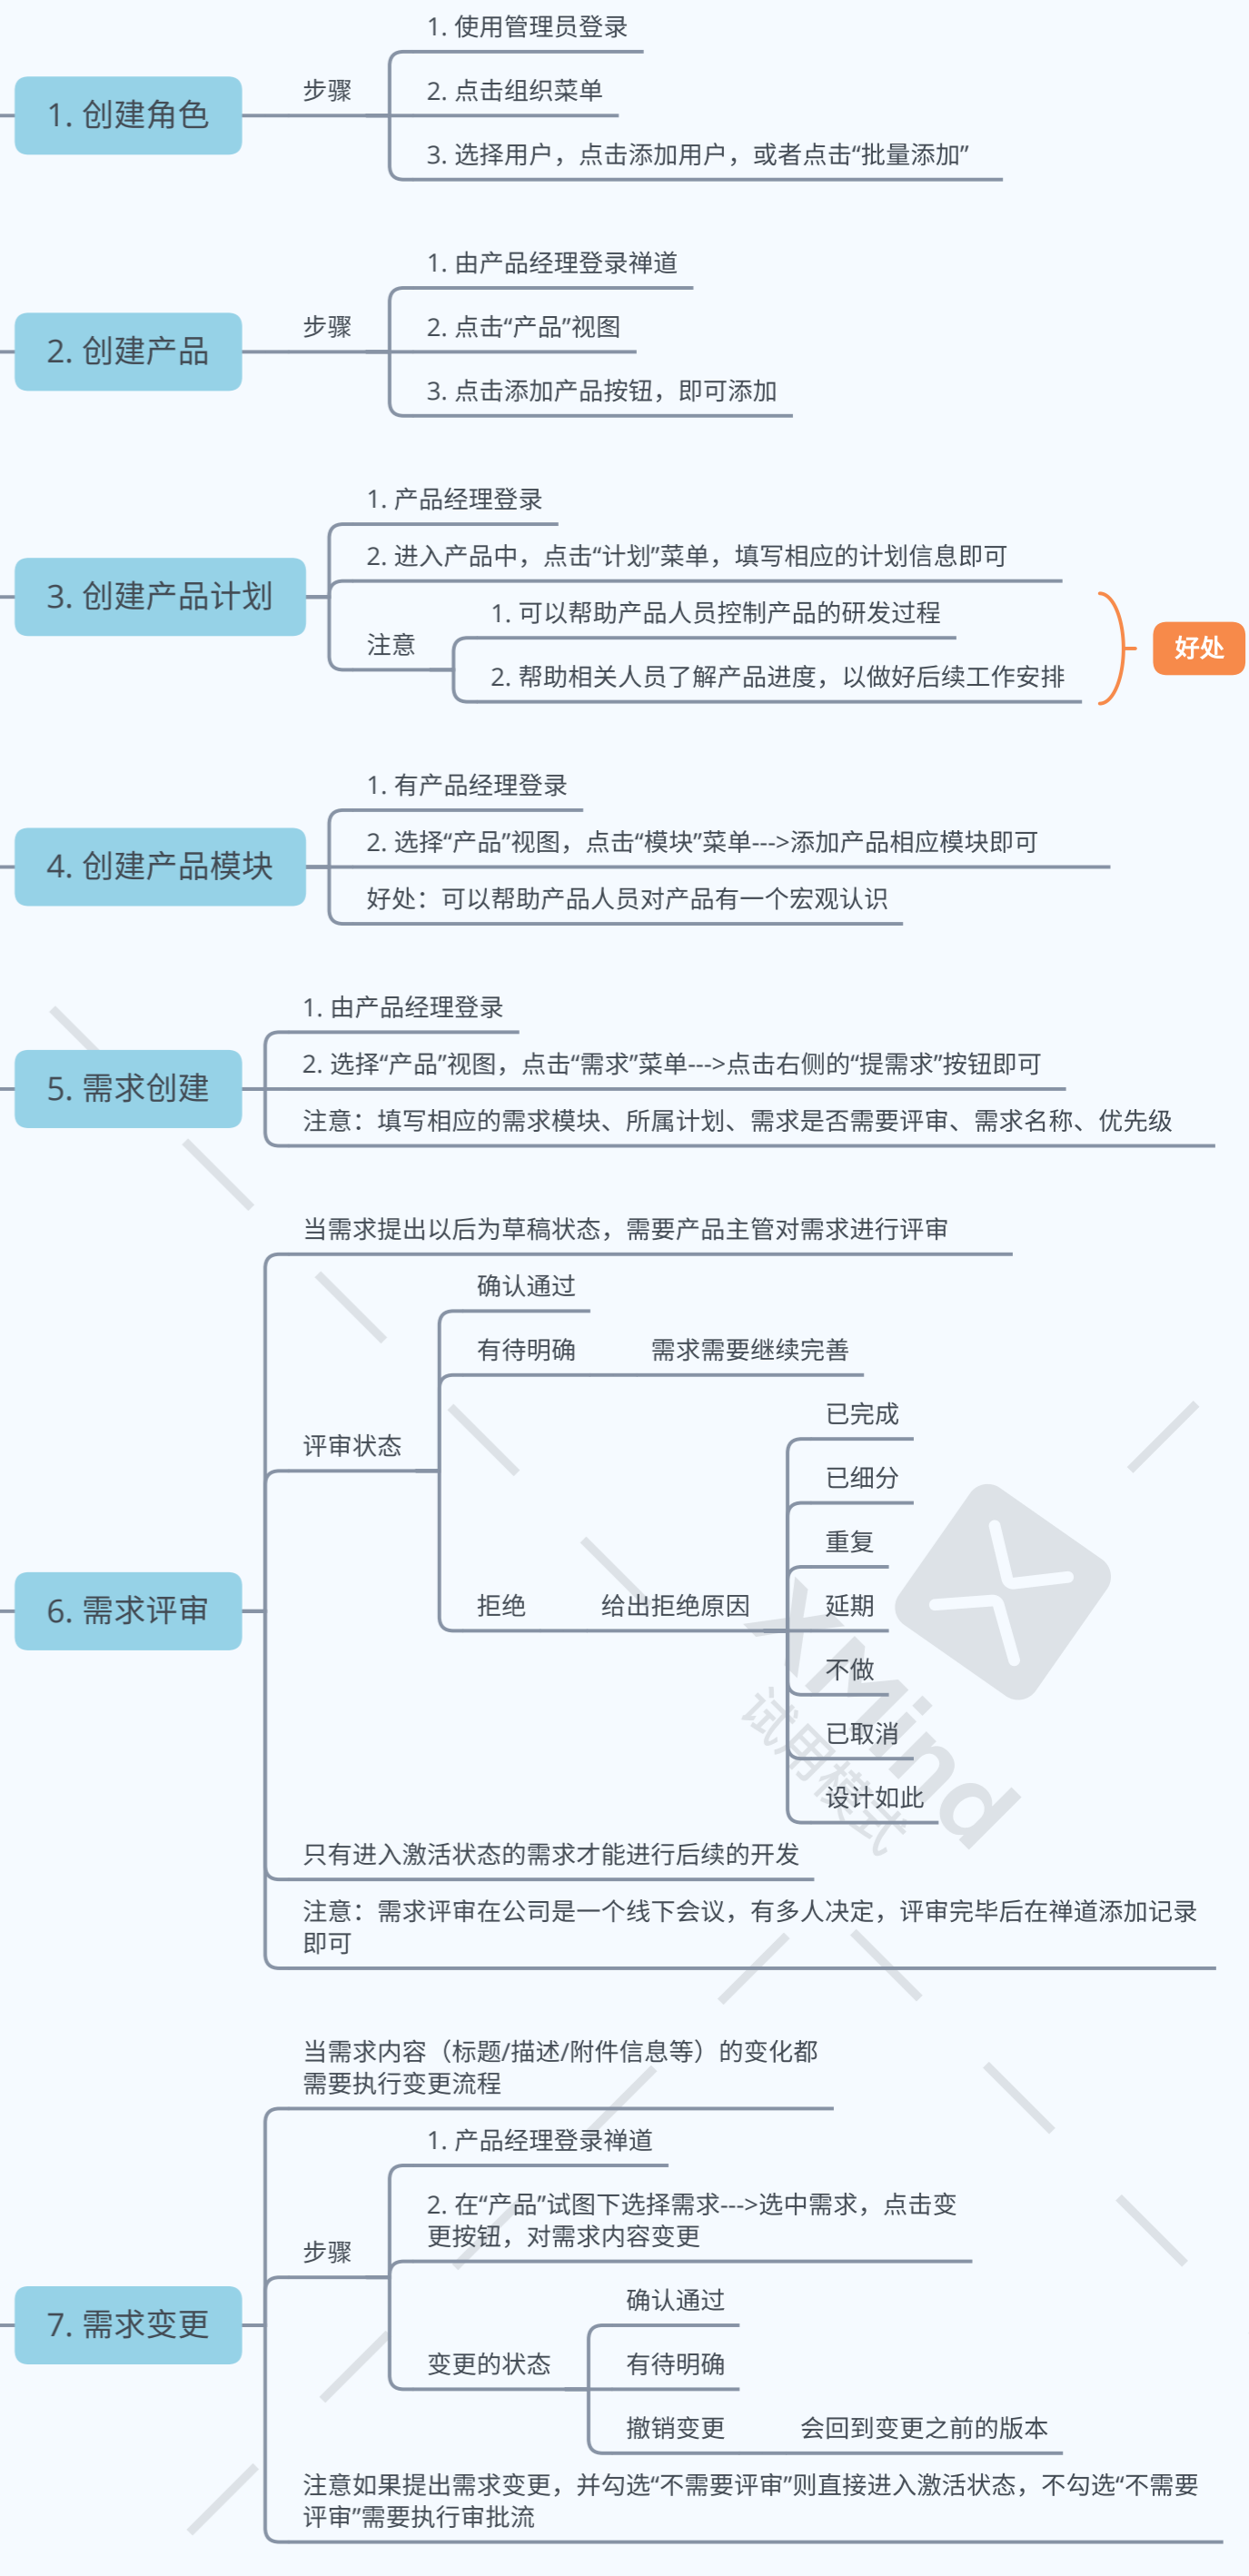 1. 创建角色
步骤
1. 使用管理员登录
2. 点击组织菜单
3. 选择用户，点击添加用户，或者点击“批量添加”
2. 创建产品
步骤
1. 由产品经理登录禅道
2. 点击“产品”视图
3. 点击添加产品按钮，即可添加
3. 创建产品计划
1. 产品经理登录
2. 进入产品中，点击“计划”菜单，填写相应的计划信息即可
注意
1. 可以帮助产品人员控制产品的研发过程
2. 帮助相关人员了解产品进度，以做好后续工作安排
好处
4. 创建产品模块
1. 有产品经理登录
2. 选择“产品”视图，点击“模块”菜单--->添加产品相应模块即可
好处：可以帮助产品人员对产品有一个宏观认识
5. 需求创建
1. 由产品经理登录
2. 选择“产品”视图，点击“需求”菜单--->点击右侧的“提需求”按钮即可
注意：填写相应的需求模块、所属计划、需求是否需要评审、需求名称、优先级
6. 需求评审
当需求提出以后为草稿状态，需要产品主管对需求进行评审
评审状态
确认通过
有待明确
需求需要继续完善
拒绝
给出拒绝原因
已完成
已细分
重复
延期
不做
已取消
设计如此
只有进入激活状态的需求才能进行后续的开发
注意：需求评审在公司是一个线下会议，有多人决定，评审完毕后在禅道添加记录
即可
XMind
试用模式
7. 需求变更
当需求内容（标题/描述/附件信息等）的变化都
需要执行变更流程
步骤
1. 产品经理登录禅道
2. 在“产品”试图下选择需求--->选中需求，点击变
更按钮，对需求内容变更
变更的状态
确认通过
有待明确
撤销变更
会回到变更之前的版本
注意如果提出需求变更，并勾选“不需要评审”则直接进入激活状态，不勾选“不需要
评审”需要执行审批流